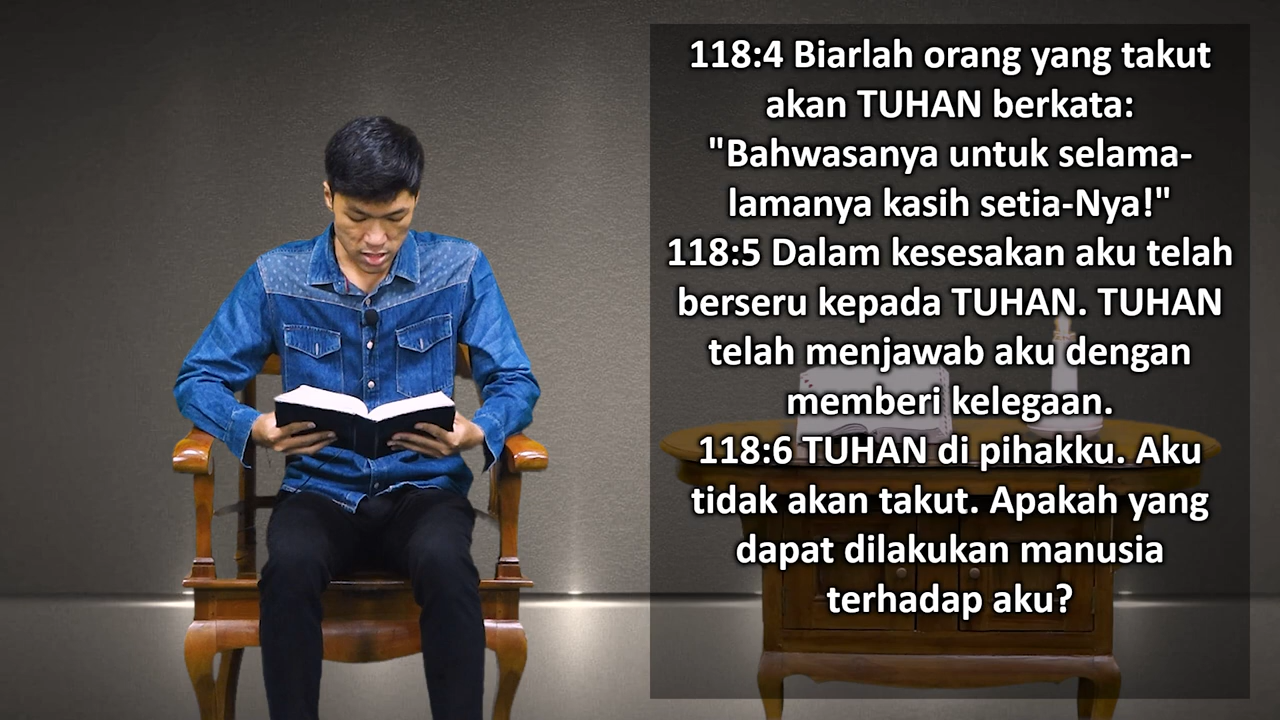 118:4 Biarlah orang yang takut
akan TUHAN berkata:
"Bahwasanya untuk selama-
lamanya kasih setia-Nya!"
118:5 Dalam kesesakan aku telah
berseru kepada TUHAN. TUHAN
telah menjawab aku dengan
memberi kelegaan.
118:6 TUHAN di pihakku. Aku
tidak akan takut. Apakah yang
dapat dilakukan manusia
terhadap aku?